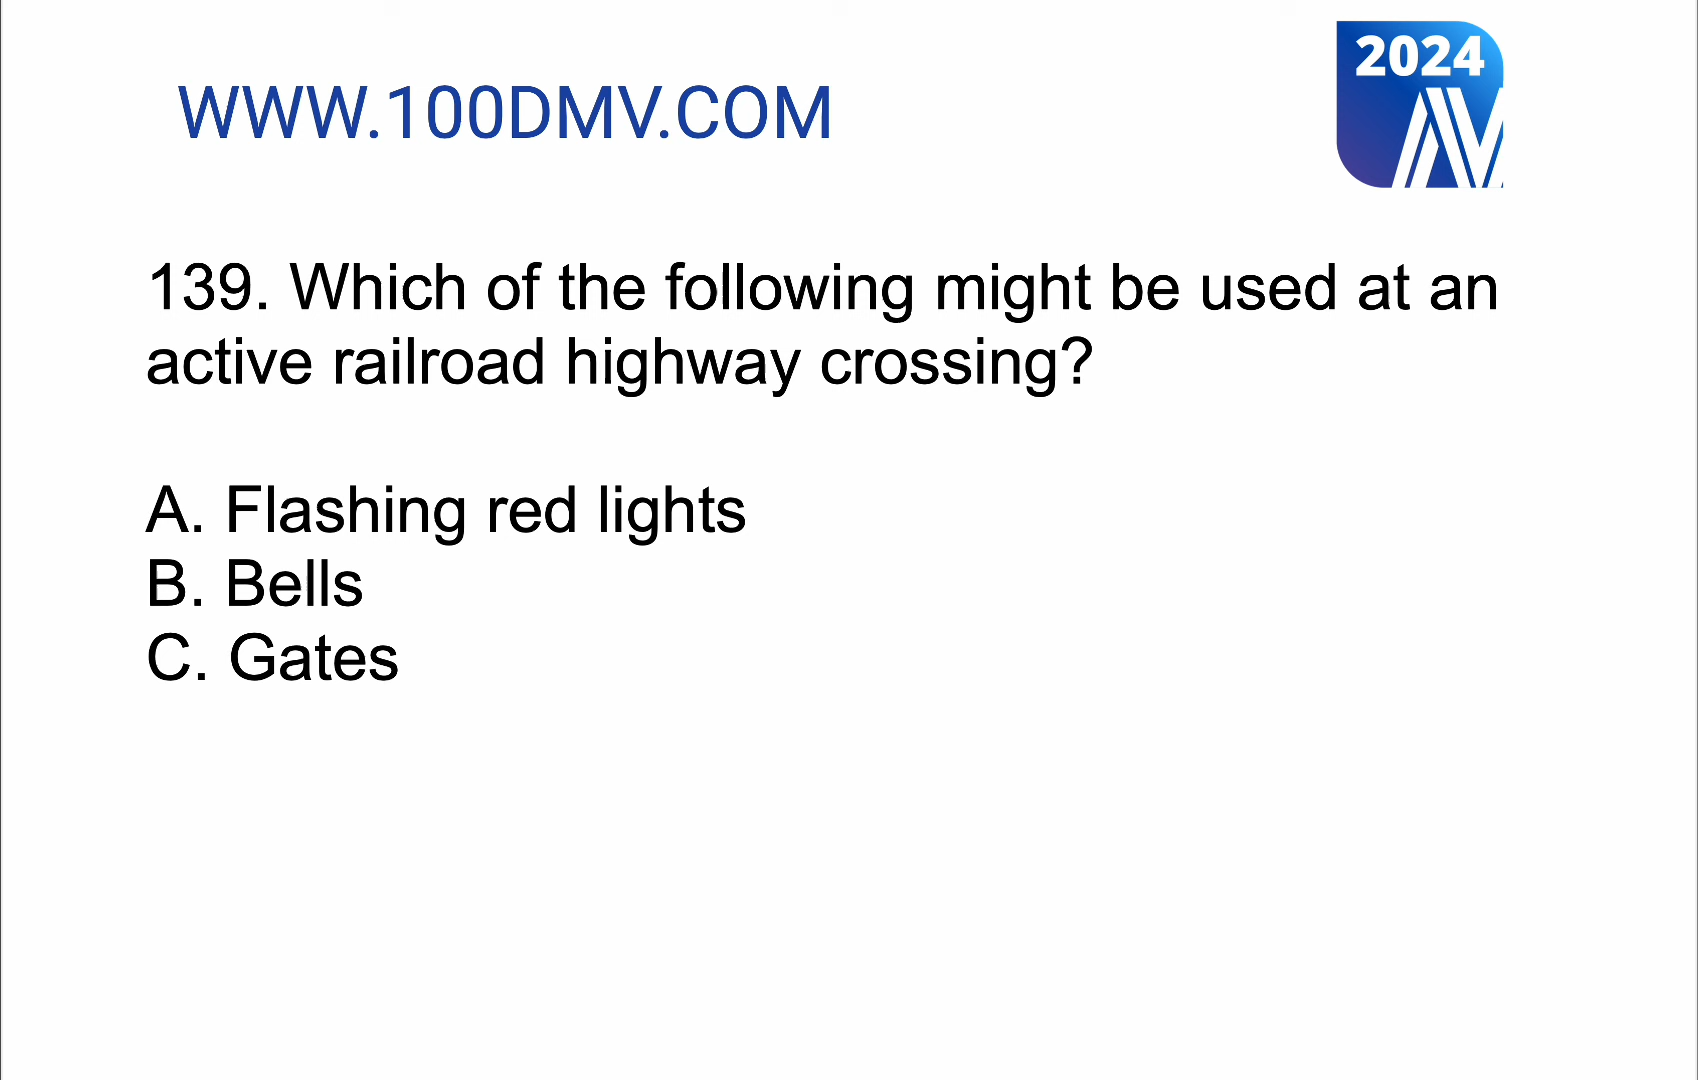 WWW.100DMV.COM
2024
139. Which of the following might be used at an
active railroad highway crossing?
A. Flashing red lights
B. Bells
C. Gates